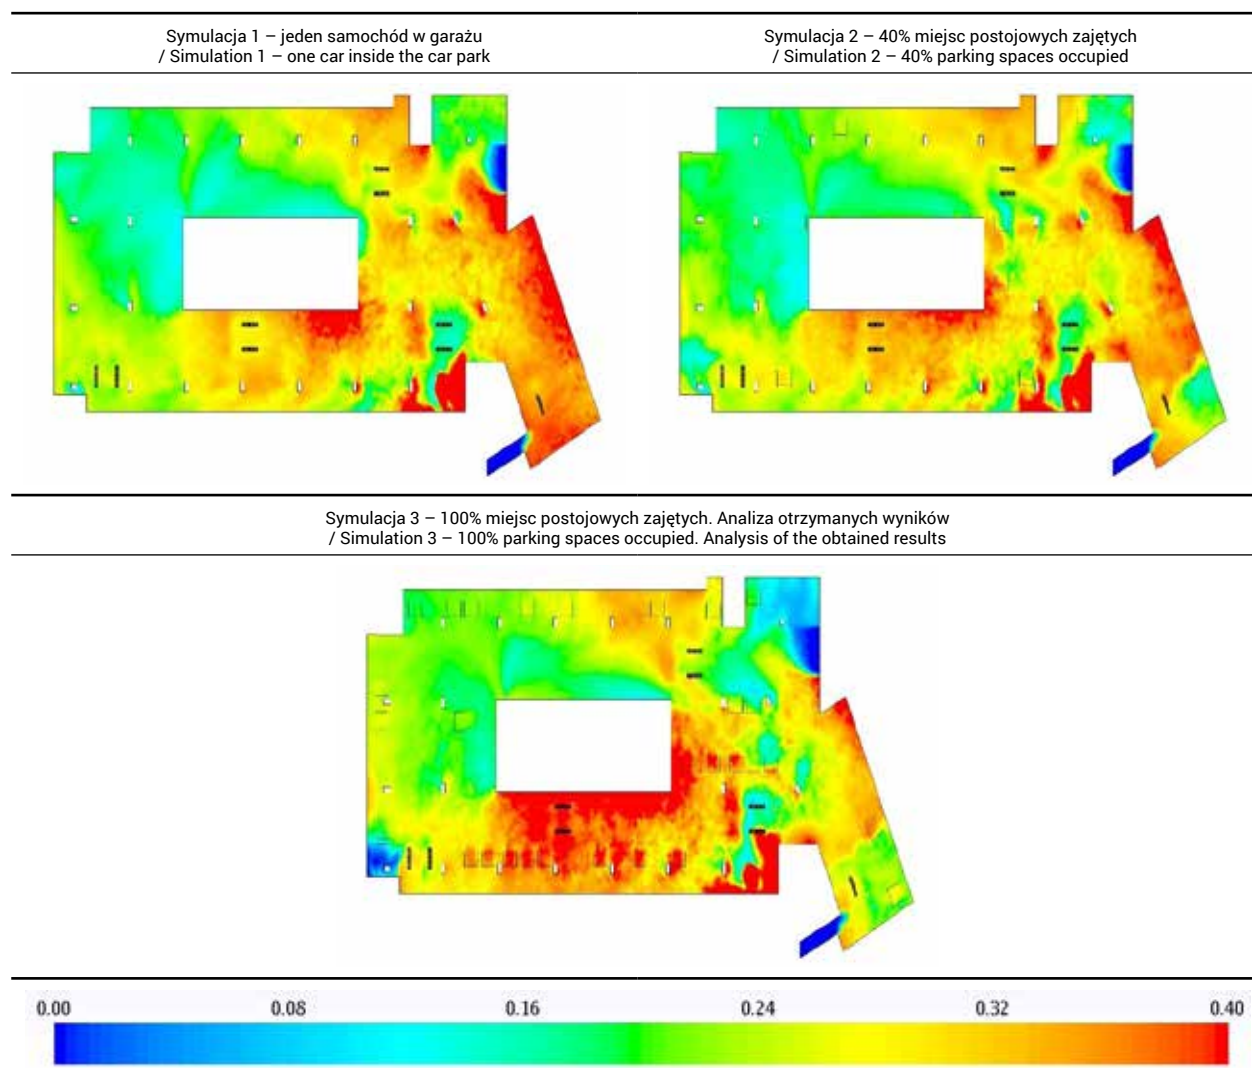 Symulacja 1 – jeden samochód w garażu
/ Simulation 1 – one car inside the car park
Symulacja 2 – 40% miejsc postojowych zajętych
/ Simulation 2 – 40% parking spaces occupied
Symulacja 3 – 100% miejsc postojowych zajętych. Analiza otrzymanych wyników
/ Simulation 3 – 100% parking spaces occupied. Analysis of the obtained results
0.00 0.08 0.16 0.24 0.32 0.40